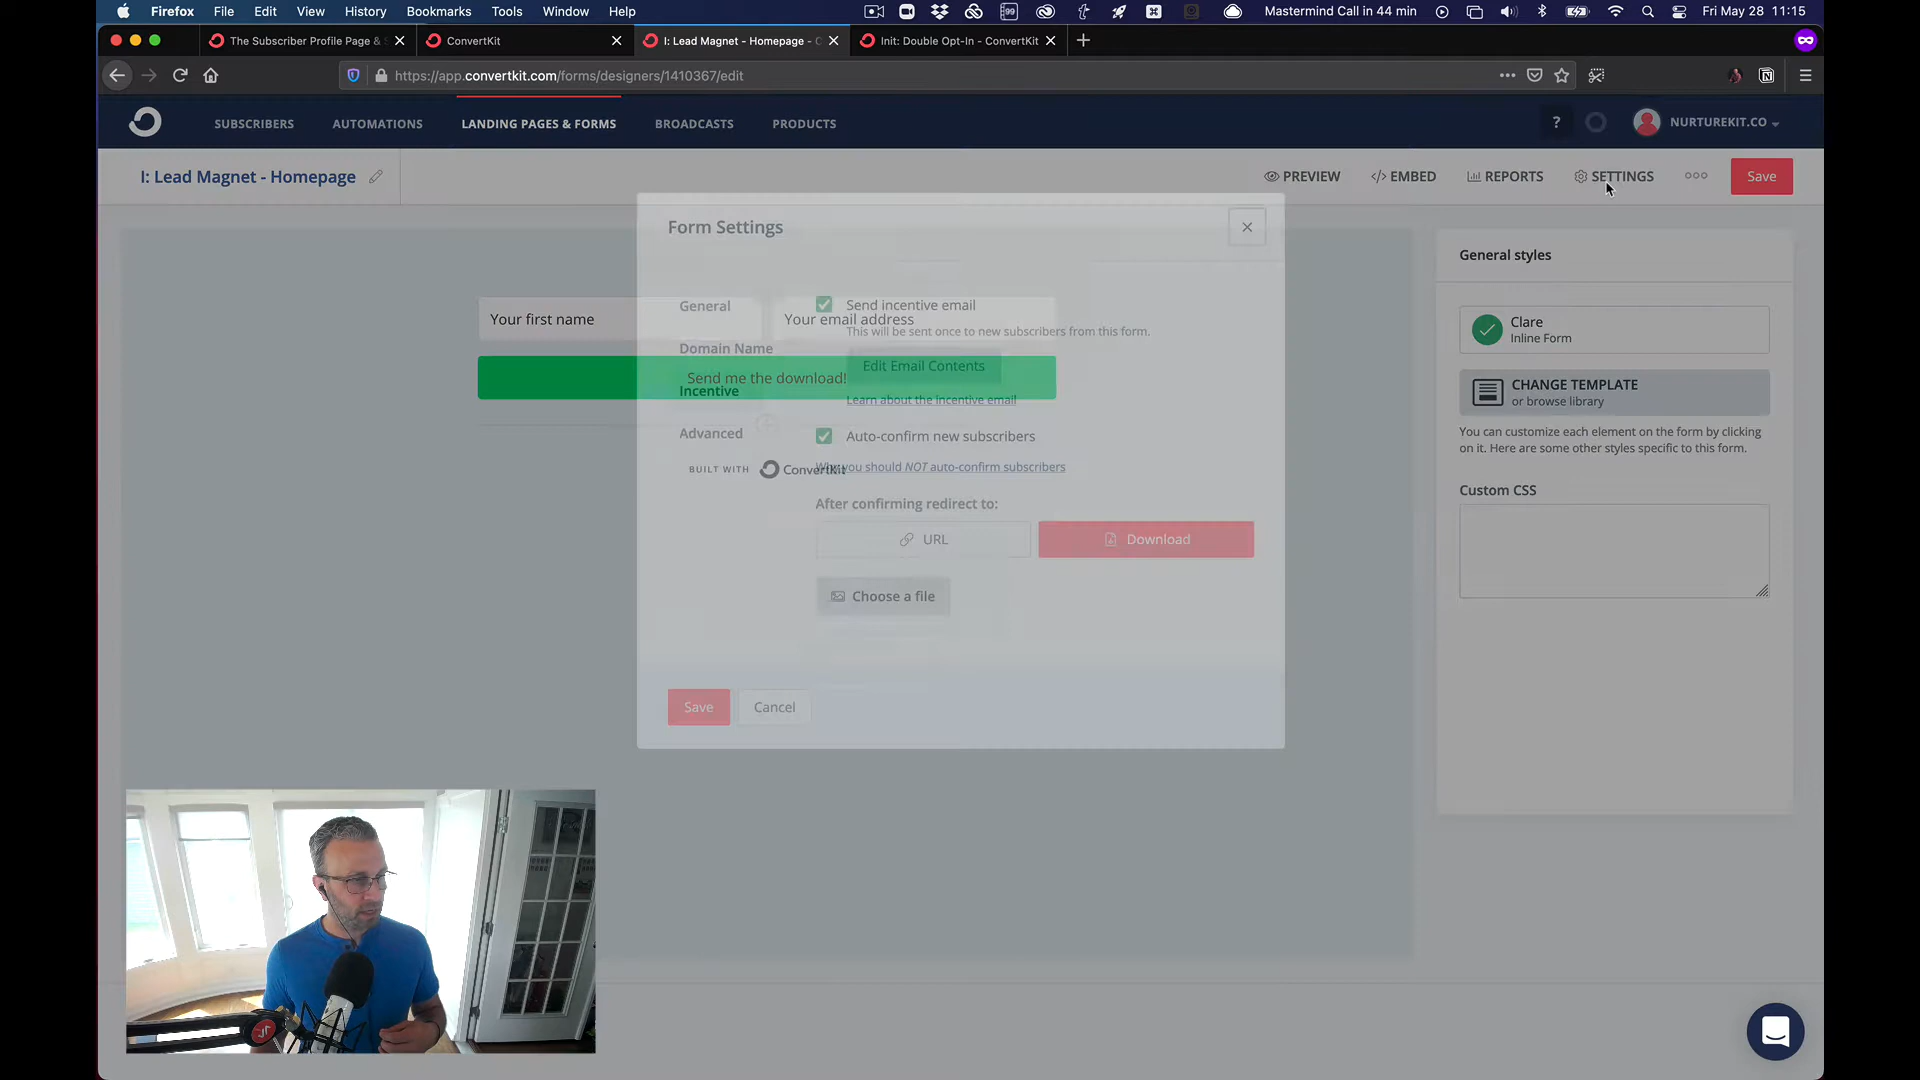 Firefox File Edit View History Bookmarks Tools Window Help Mastermind Call in 44 min Fri May 28 11:15
The Subscriber Profile Page & S ConvertKit I: Lead Magnet - Homepage - C Init: Double Opt-In - ConvertKit
https://app.convertkit.com/forms/designers/1410367/edit
SUBSCRIBERS AUTOMATIONS LANDING PAGES & FORMS BROADCASTS PRODUCTS ? NURTUREKIT.CO
I: Lead Magnet - Homepage PREVIEW EMBED REPORTS SETTINGS Save
Form Settings
General
Domain Name
Incentive
Advanced
Send incentive email
This will be sent once to new subscribers from this form.
Edit Email Contents
Learn about the incentive email
Auto-confirm new subscribers
Why you should NOT auto-confirm subscribers
After confirming redirect to:
URL Download
Choose a file
Save Cancel
Your first name Your email address
Send me the download!
BUILT WITH ConvertKit
General styles
Clare
Inline Form
CHANGE TEMPLATE
or browse library
You can customize each element on the form by clicking
on it. Here are some other styles specific to this form.
Custom CSS